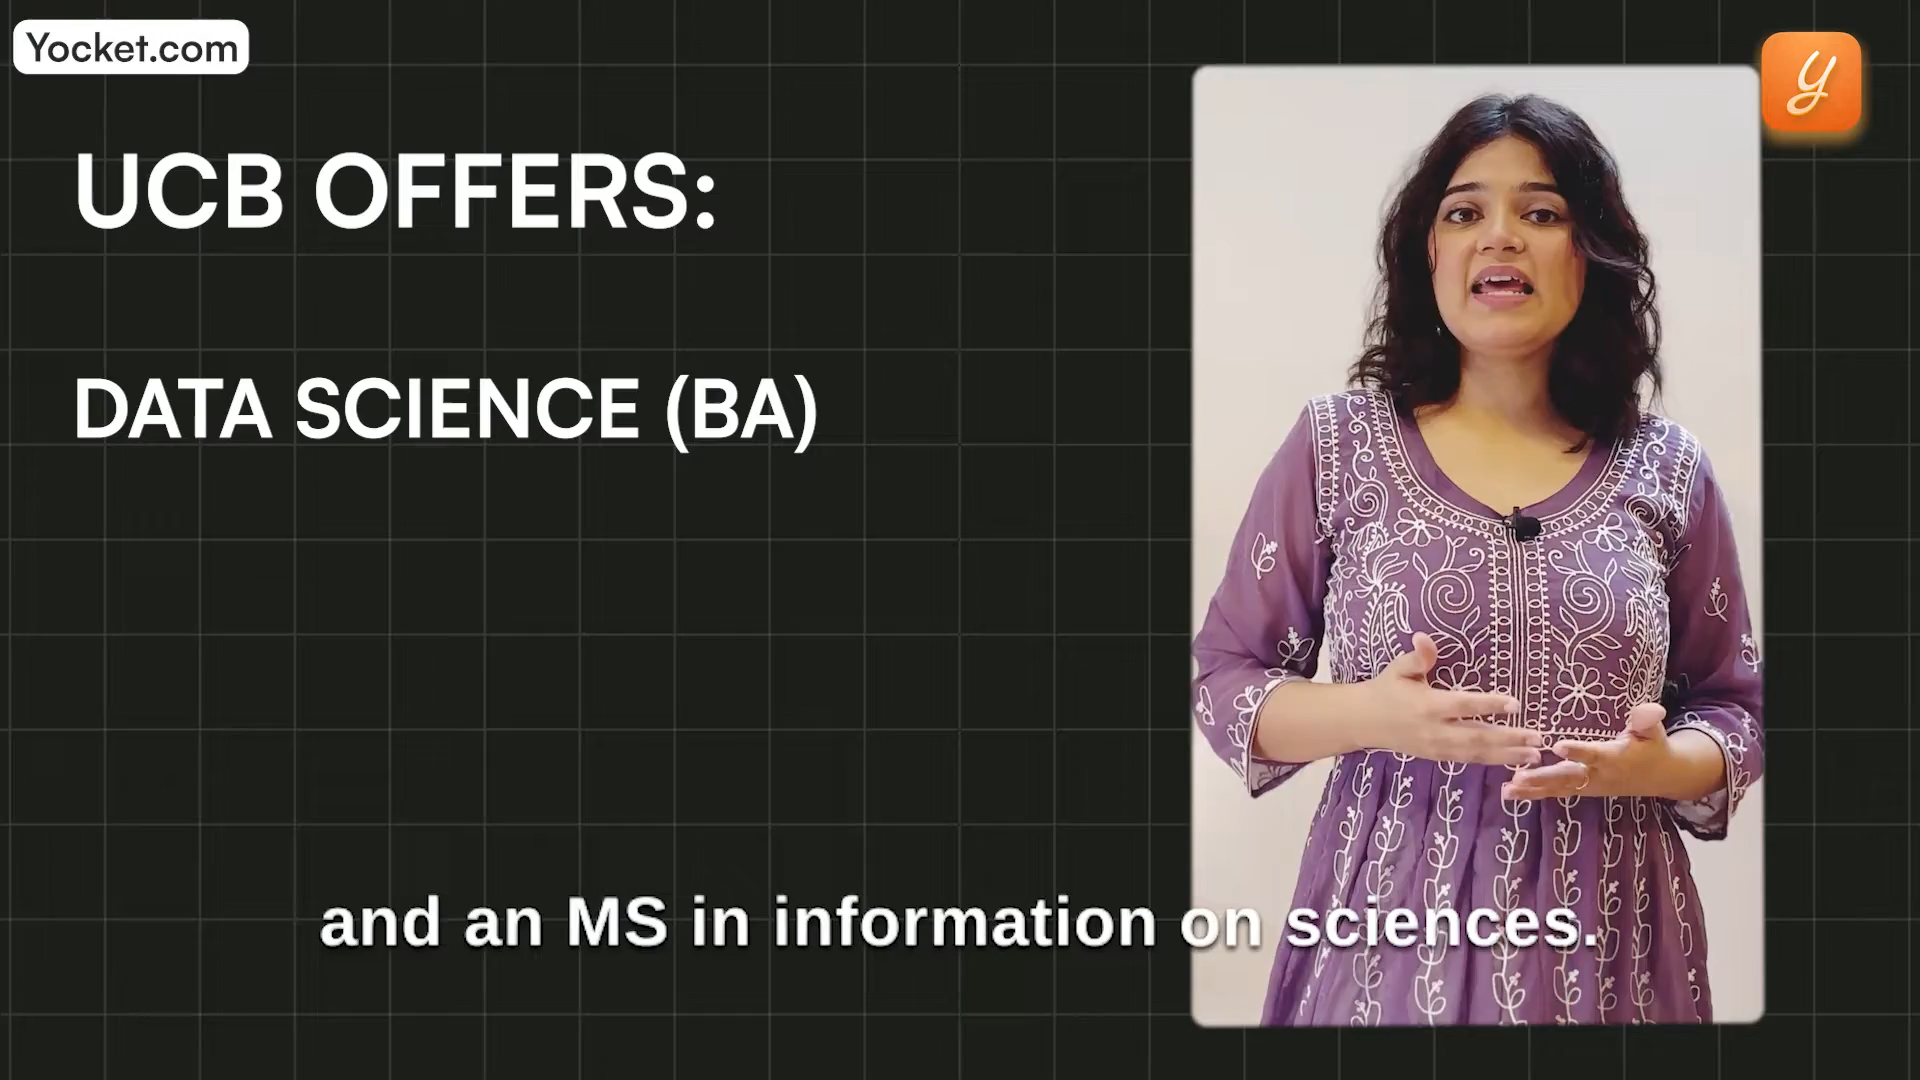 Yocket.com
y
UCB OFFERS:
DATA SCIENCE (BA)
and an MS in information on sciences.